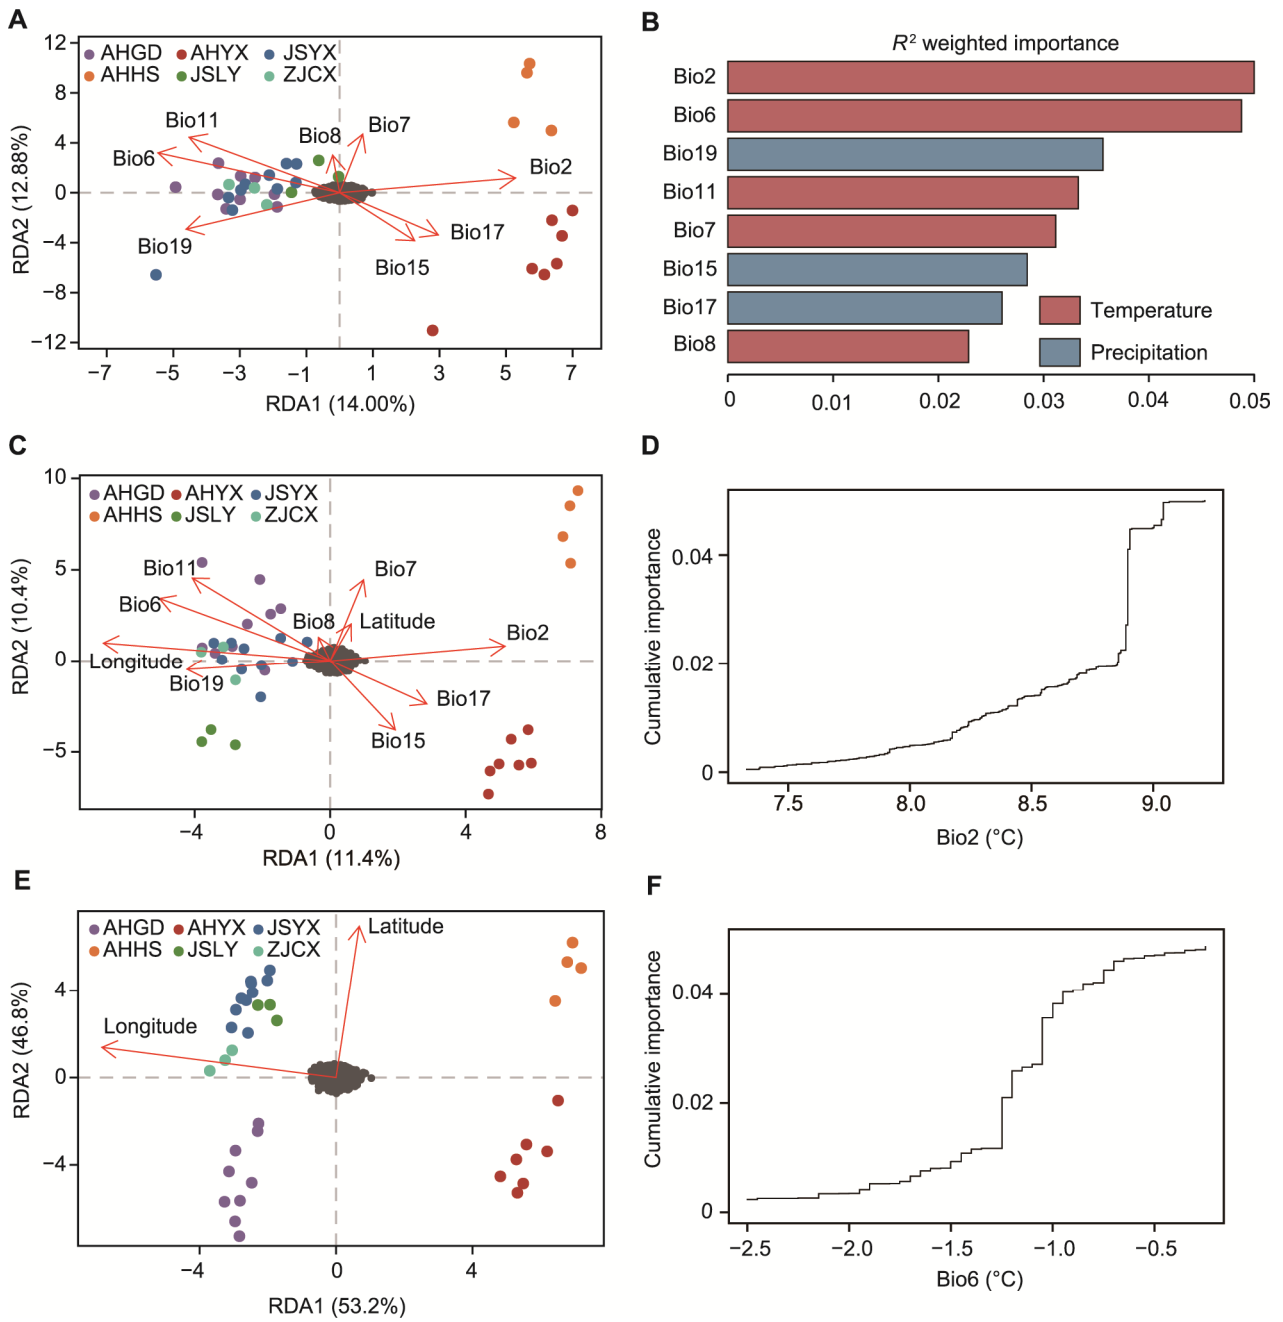 A
AHGD AHYX JSYX
AHHS JSLY ZJCX
12
8
4
0
−4
−8
−12
RDA2 (12.88%)
Bio11
Bio6
Bio8
Bio7
Bio2
Bio19
Bio17
Bio15
−7 −5 −3 −1 1 3 5 7
RDA1 (14.00%)
B
R² weighted importance
Bio2
Bio6
Bio19
Bio11
Bio7
Bio15
Bio17
Bio8
Temperature
Precipitation
0 0.01 0.02 0.03 0.04 0.05
C
AHGD AHYX JSYX
AHHS JSLY ZJCX
10
5
0
−5
RDA2 (10.4%)
Bio11
Bio7
Bio6
Bio8
Latitude
Bio2
Longitude
Bio19
Bio17
Bio15
−4 0 4 8
RDA1 (11.4%)
D
0.04
0.02
0
Cumulative importance
7.5 8.0 8.5 9.0
Bio2 (°C)
E
AHGD AHYX JSYX
AHHS JSLY ZJCX
Latitude
Longitude
4
0
−4
RDA2 (46.8%)
−4 0 4
RDA1 (53.2%)
F
0.04
0.02
0
Cumulative importance
−2.5 −2.0 −1.5 −1.0 −0.5
Bio6 (°C)